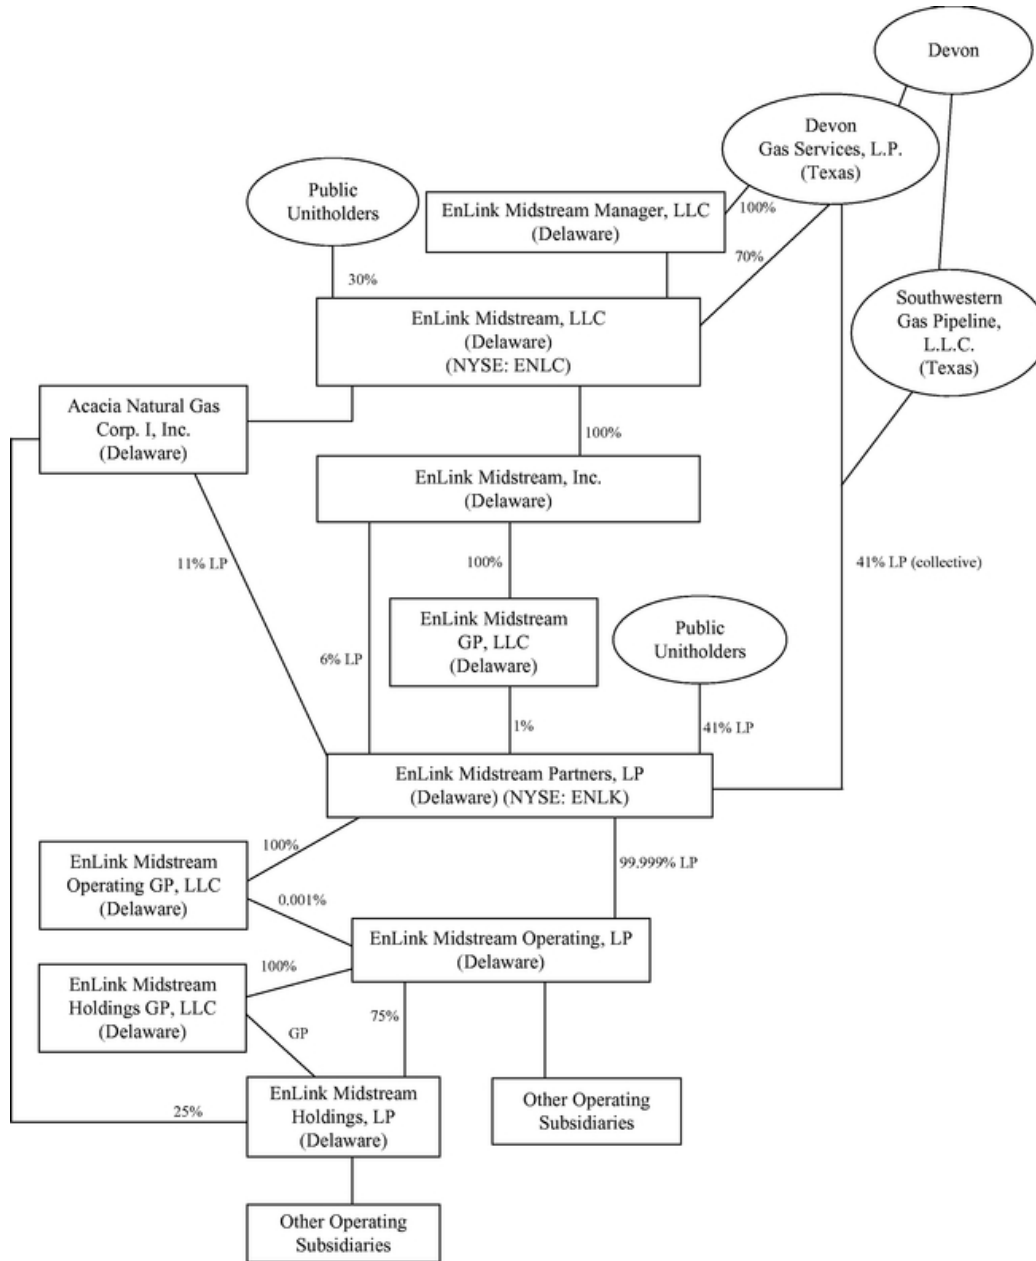 Devon
Devon
Gas Services, L.P.
(Texas)
Public
Unitholders
EnLink Midstream Manager, LLC
(Delaware)
100%
70%
30%
EnLink Midstream, LLC
(Delaware)
(NYSE: ENLC)
Southwestern
Gas Pipeline,
L.L.C.
(Texas)
Acacia Natural Gas
Corp. I, Inc.
(Delaware)
100%
EnLink Midstream, Inc.
(Delaware)
11% LP
100%
41% LP (collective)
EnLink Midstream
GP, LLC
(Delaware)
Public
Unitholders
6% LP
1%
41% LP
EnLink Midstream Partners, LP
(Delaware) (NYSE: ENLK)
100%
99.999% LP
EnLink Midstream
Operating GP, LLC
(Delaware)
0.001%
EnLink Midstream Operating, LP
(Delaware)
100%
EnLink Midstream
Holdings GP, LLC
(Delaware)
75%
GP
EnLink Midstream
Holdings, LP
(Delaware)
25%
Other Operating
Subsidiaries
Other Operating
Subsidiaries